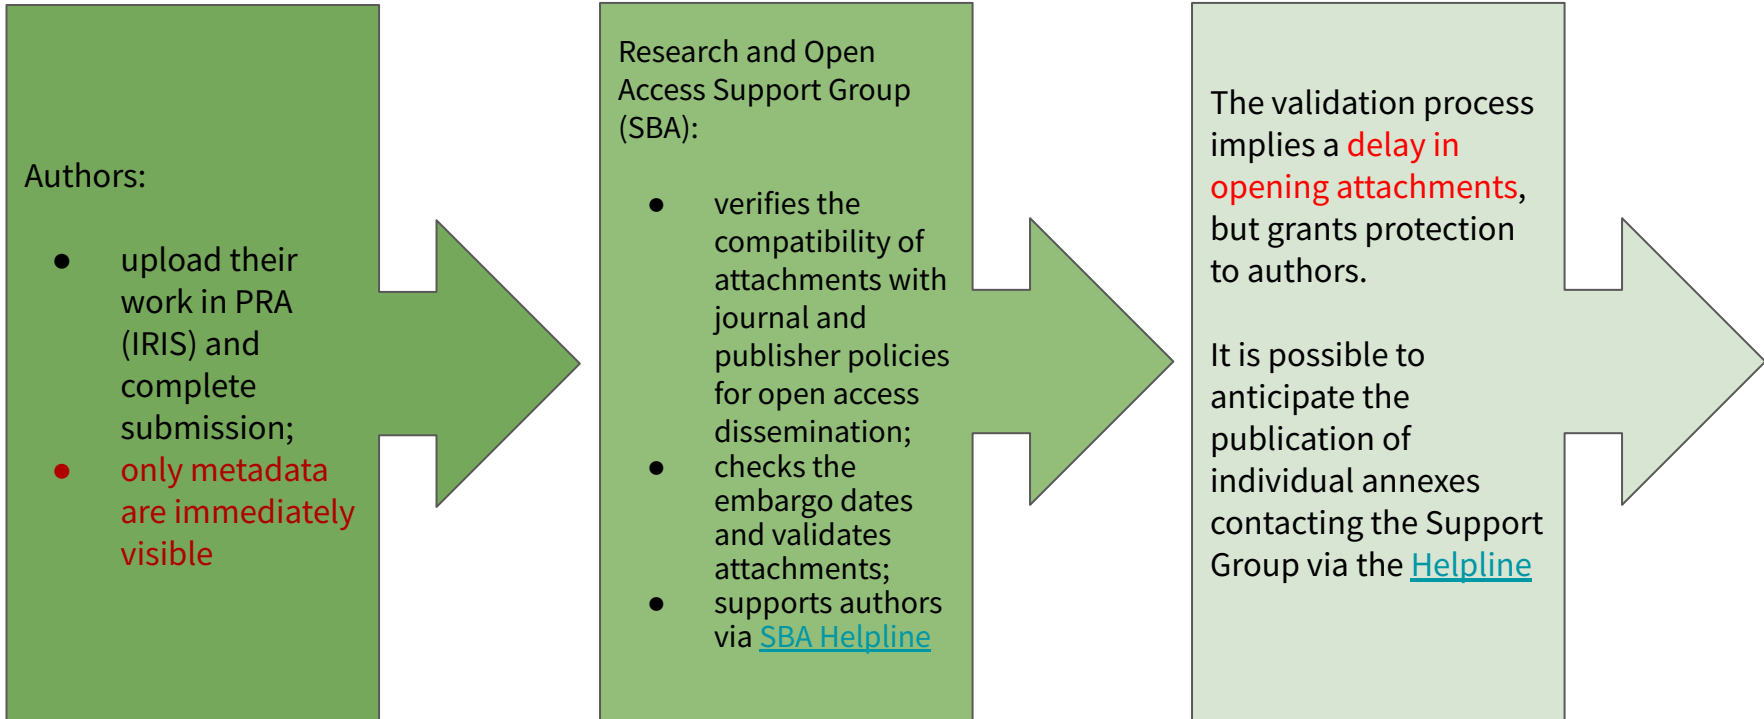 Authors:
● upload their
work in PRA
(IRIS) and
complete
submission;
● only metadata
are immediately
visible
Research and Open
Access Support Group
(SBA):
● verifies the
compatibility of
attachments with
journal and
publisher policies
for open access
dissemination;
● checks the
embargo dates
and validates
attachments;
● supports authors
via SBA Helpline
The validation process
implies a delay in
opening attachments,
but grants protection
to authors.
It is possible to
anticipate the
publication of
individual annexes
contacting the Support
Group via the Helpline